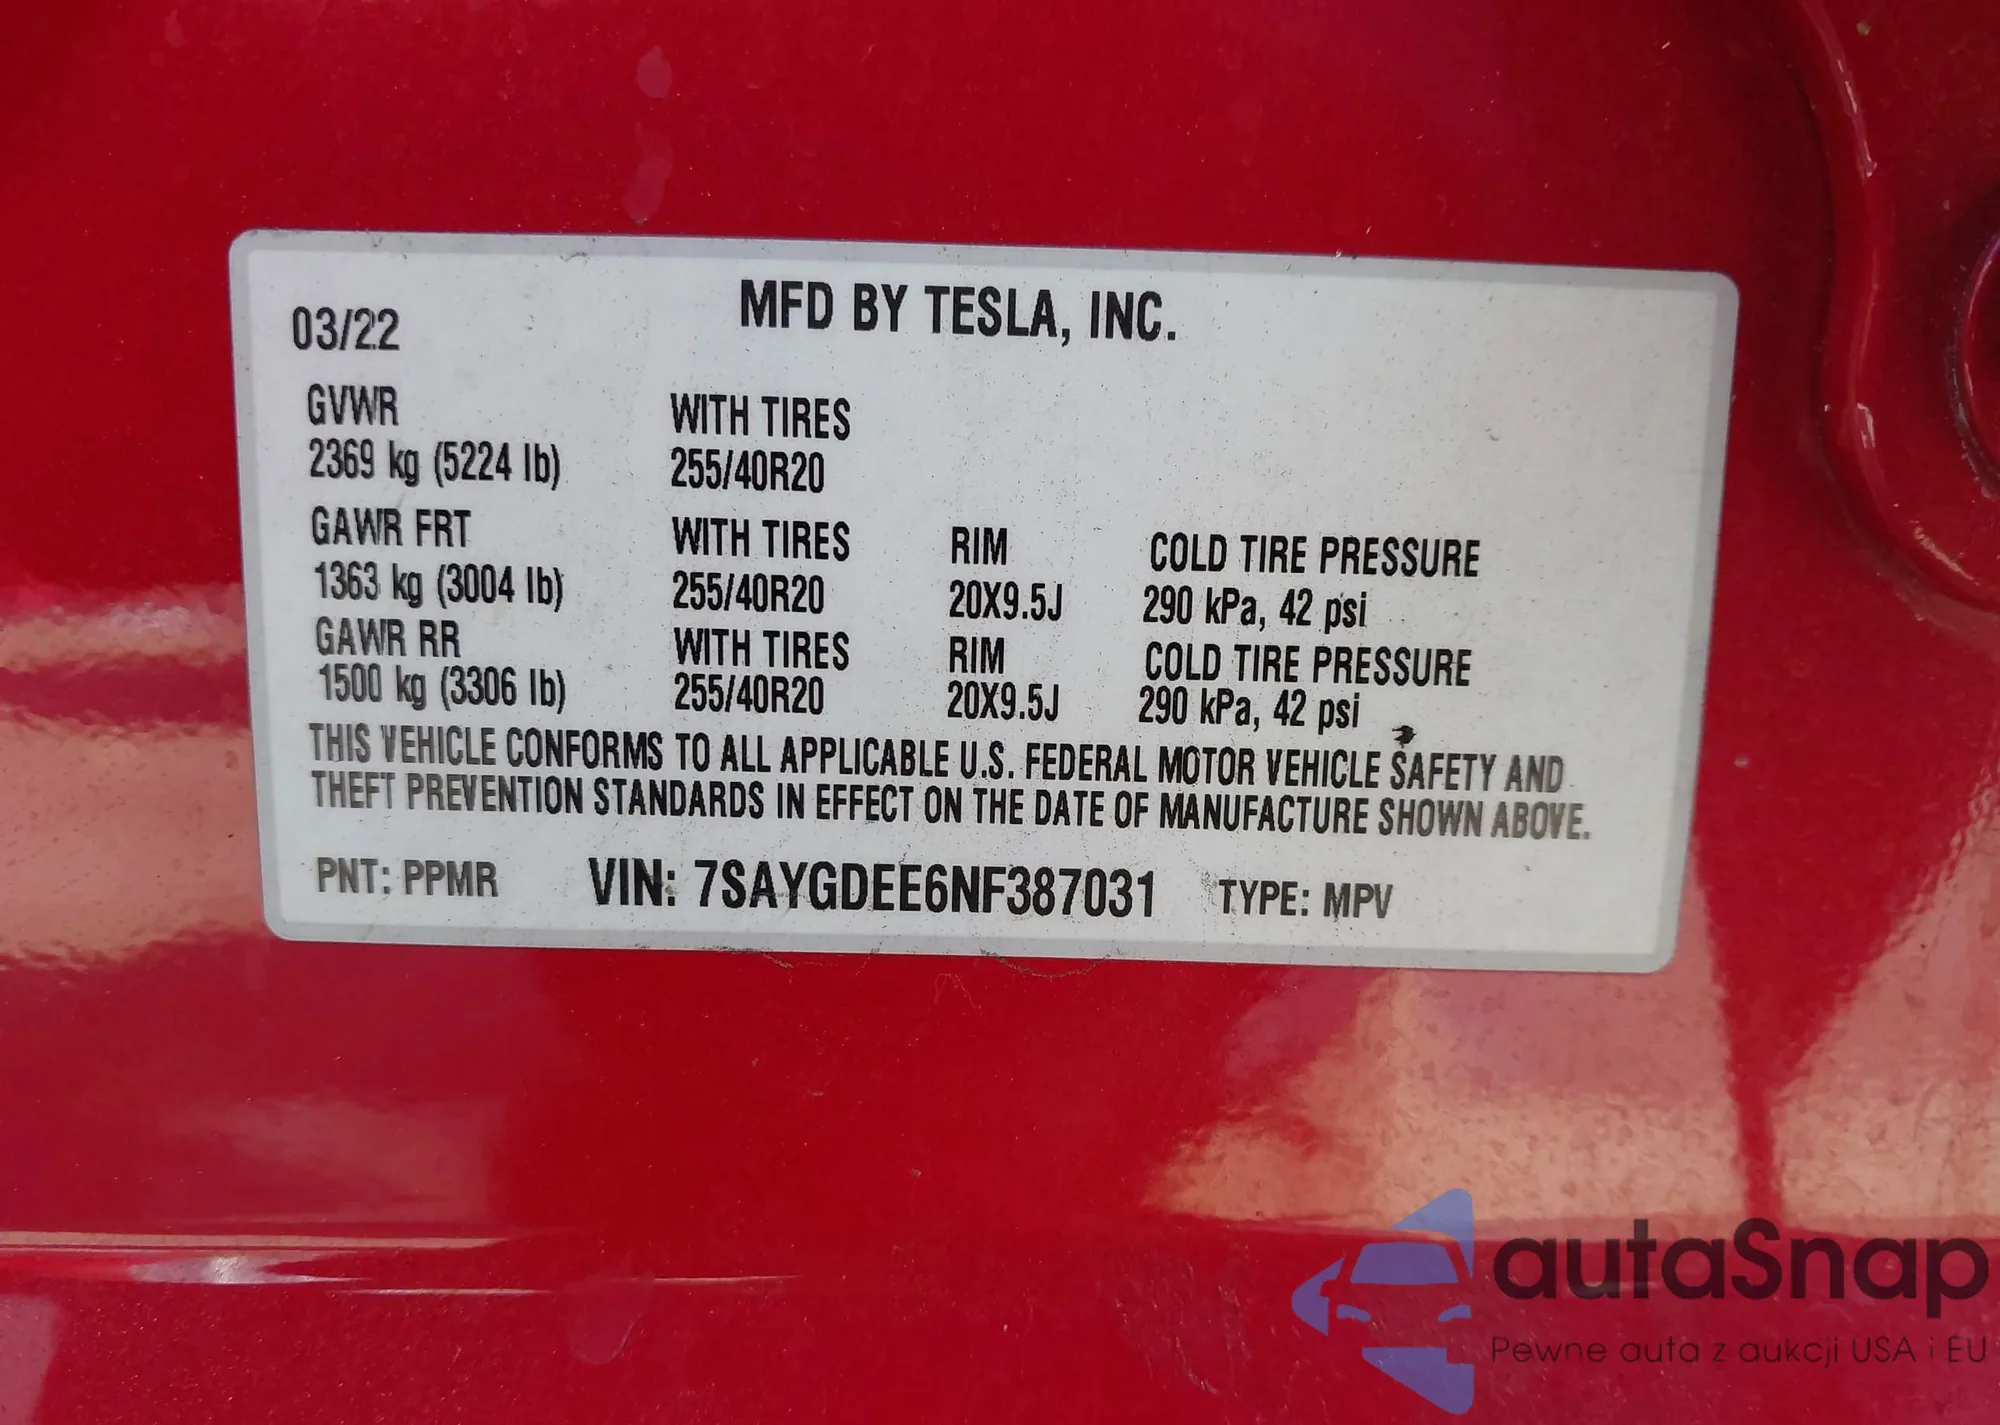 03/22 MFD BY TESLA, INC.
GVWR WITH TIRES
2369 kg (5224 lb) 255/40R20
GAWR FRT WITH TIRES RIM COLD TIRE PRESSURE
1363 kg (3004 lb) 255/40R20 20X9.5J 290 kPa, 42 psi
GAWR RR WITH TIRES RIM COLD TIRE PRESSURE
1500 kg (3306 lb) 255/40R20 20X9.5J 290 kPa, 42 psi
THIS VEHICLE CONFORMS TO ALL APPLICABLE U.S. FEDERAL MOTOR VEHICLE SAFETY AND
THEFT PREVENTION STANDARDS IN EFFECT ON THE DATE OF MANUFACTURE SHOWN ABOVE.
PNT: PPMR VIN: 7SAYGDEE6NF387031 TYPE: MPV
autaSnap
Pewne auta z aukcji USA i EU